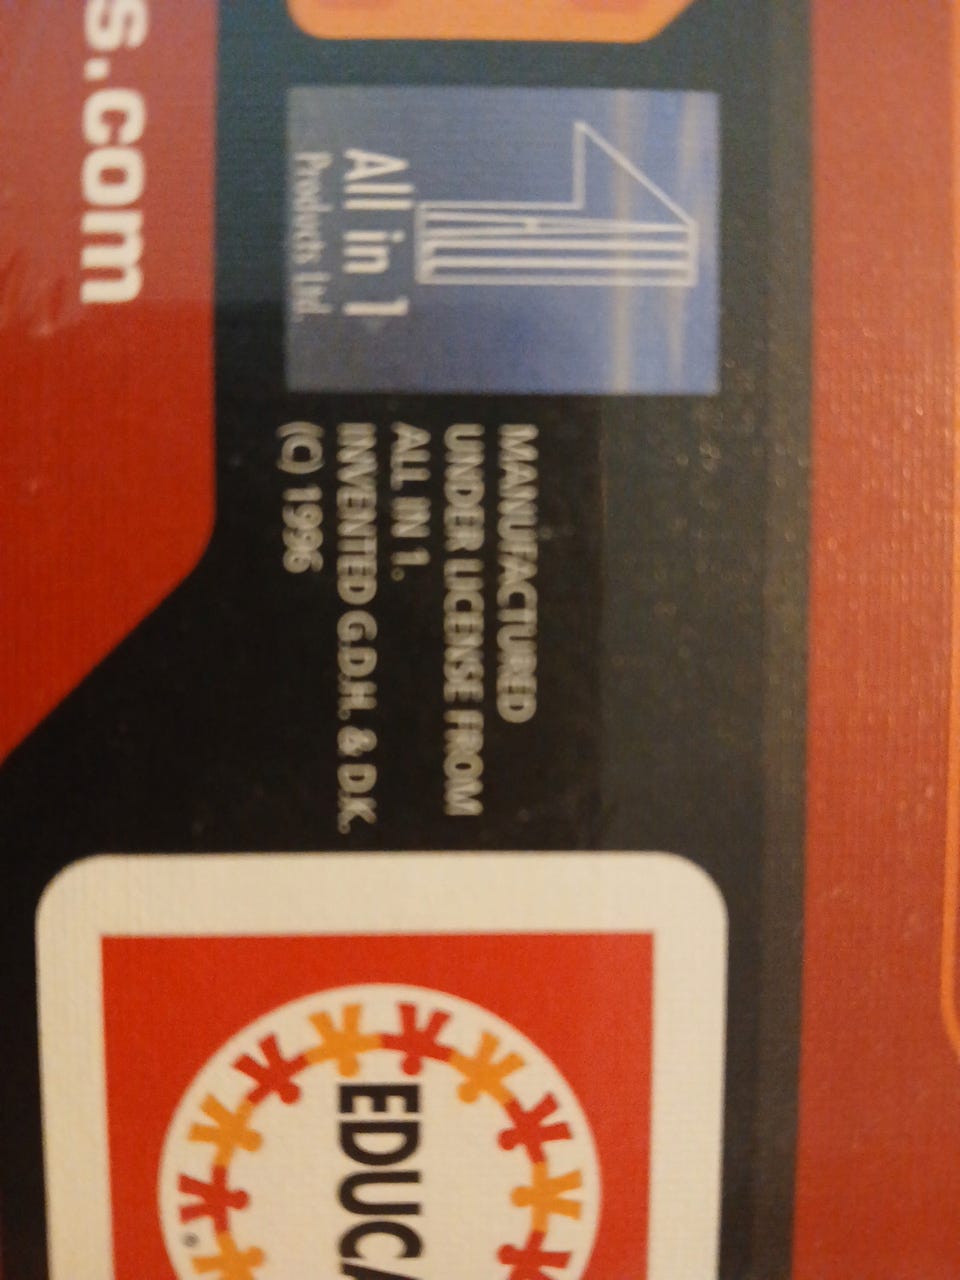 s.com
All in 1
Products Ltd.
MANUFACTURED
UNDER LICENSE FROM
ALL IN 1.
INVENTED G.D.H. & D.K.
(C) 1996
EDUCA